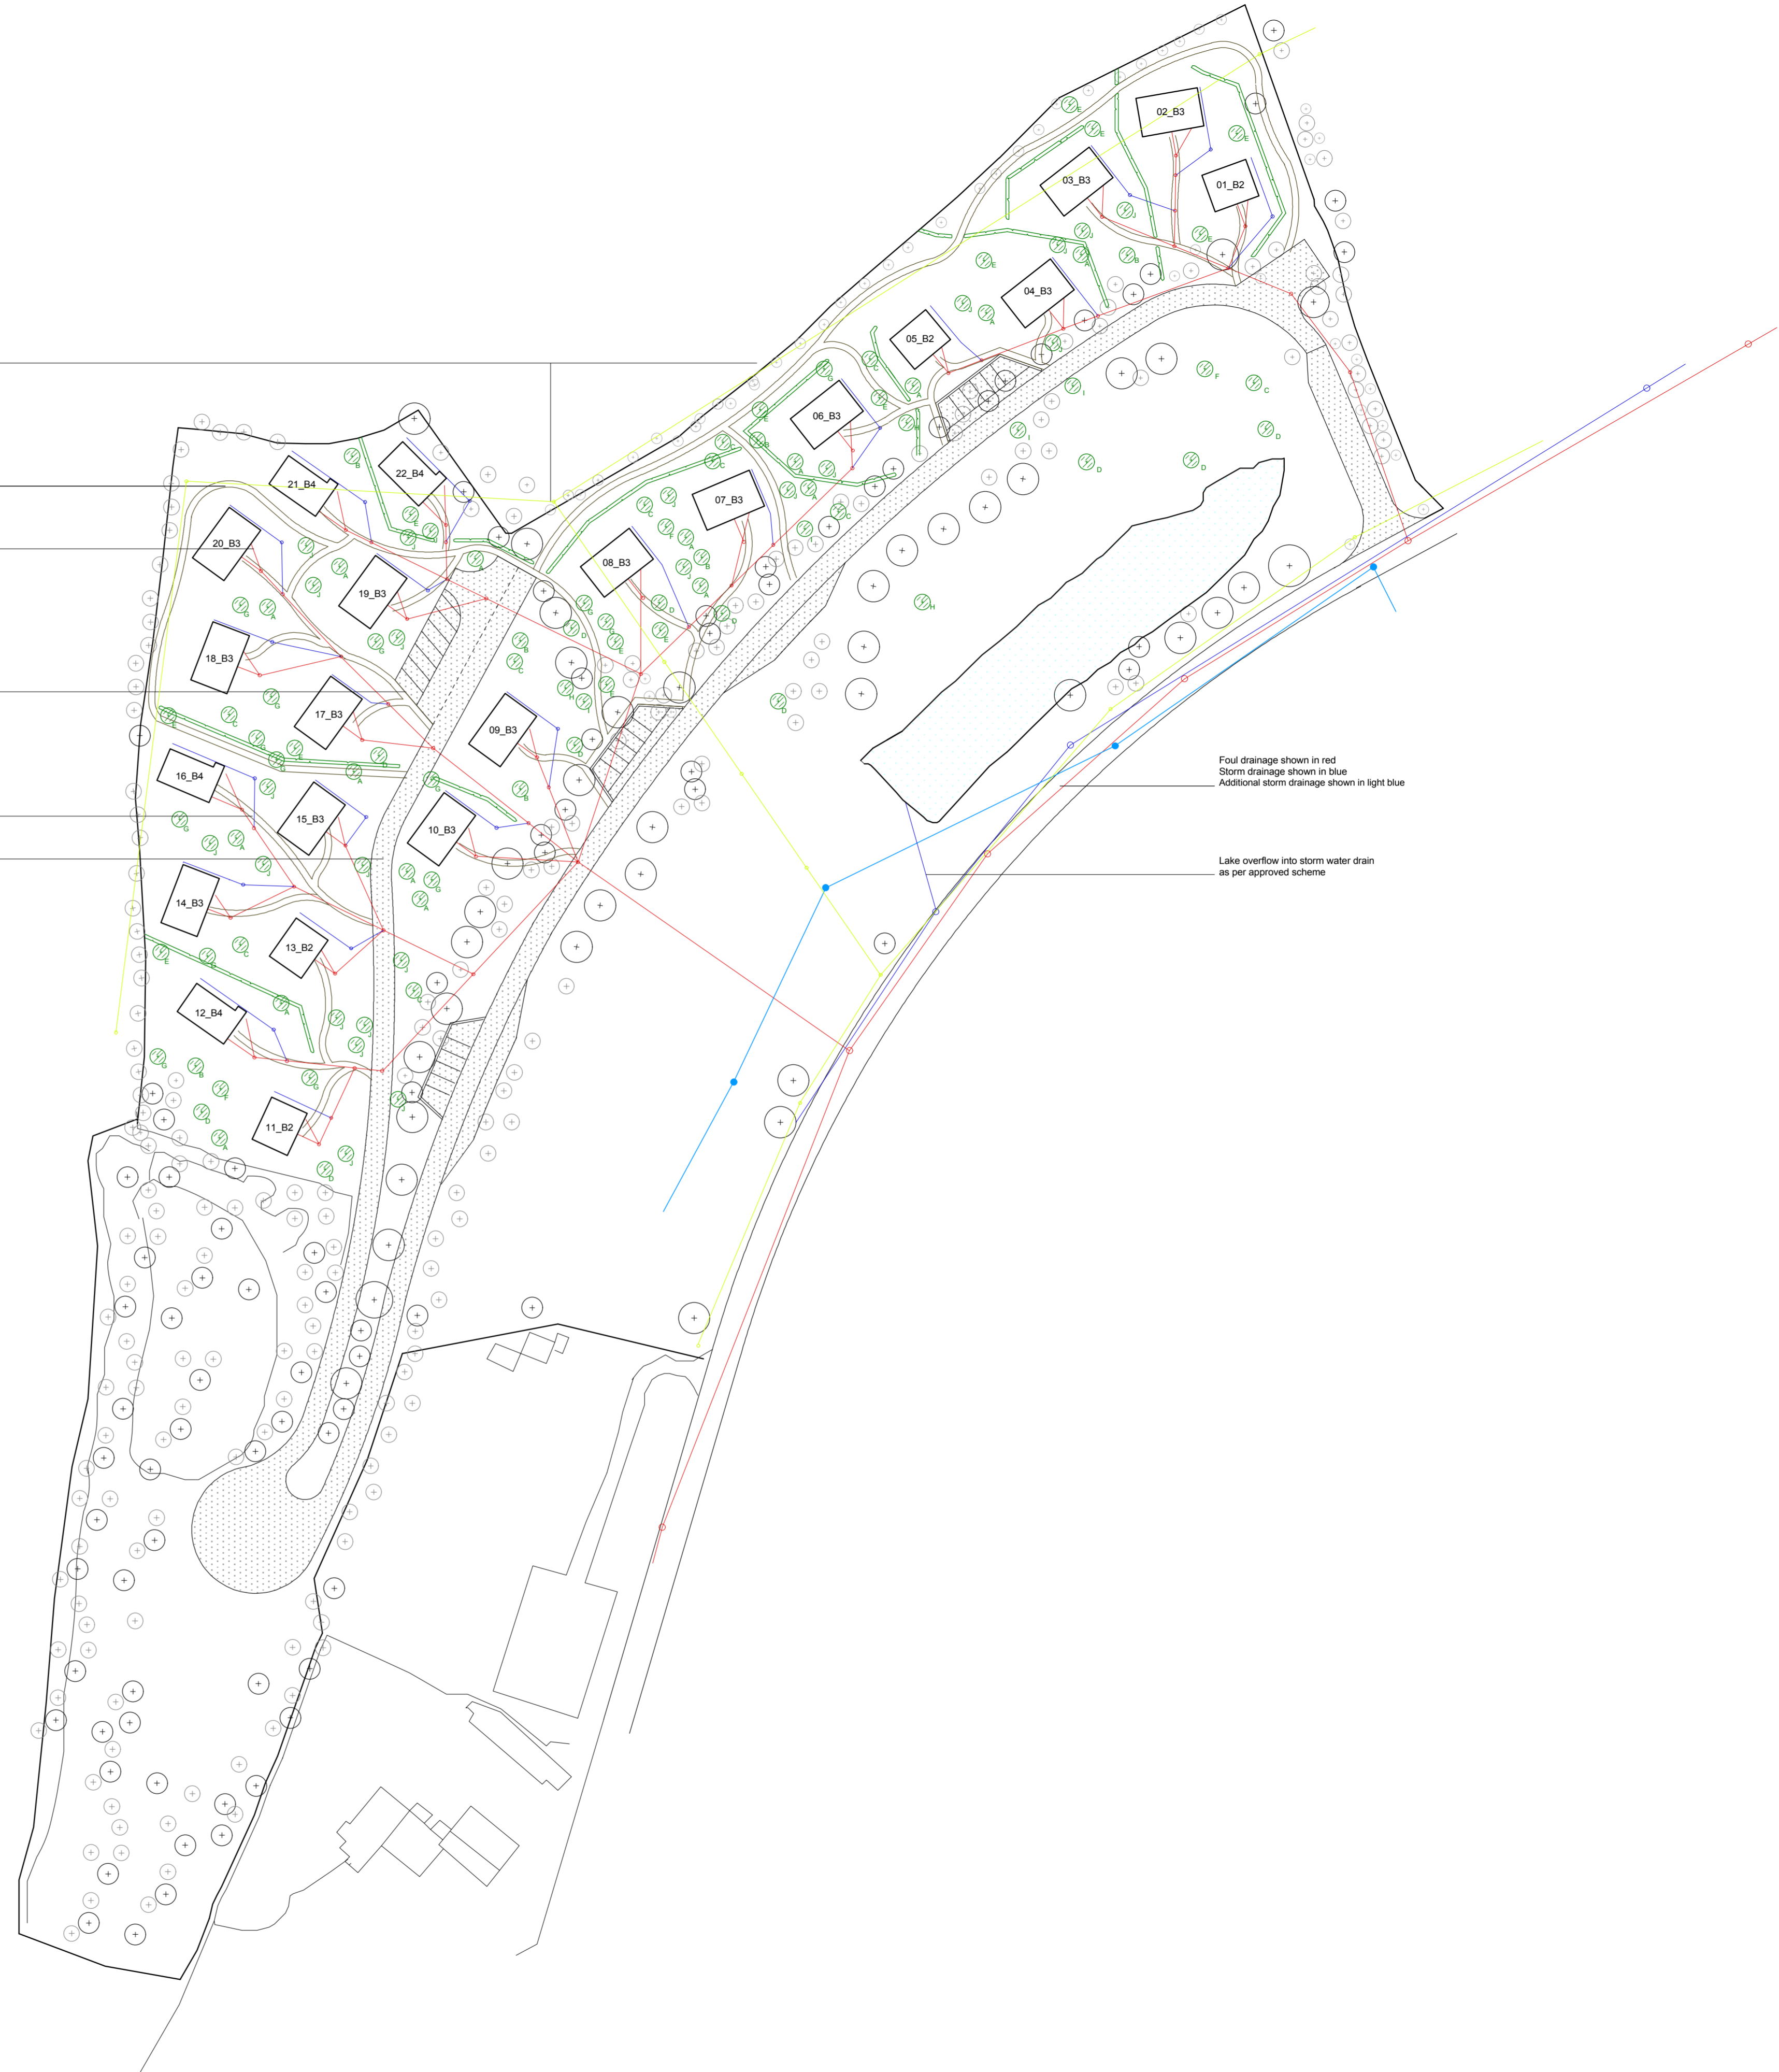 02_B3
03_B3
01_B2
04_B3
05_B2
06_B3
22_B4
21_B4
07_B3
20_B3
08_B3
19_B3
18_B3
17_B3
09_B3
16_B4
15_B3
10_B3
14_B3
13_B2
12_B4
11_B2
Foul drainage shown in red
Storm drainage shown in blue
Additional storm drainage shown in light blue
Lake overflow into storm water drain
as per approved scheme